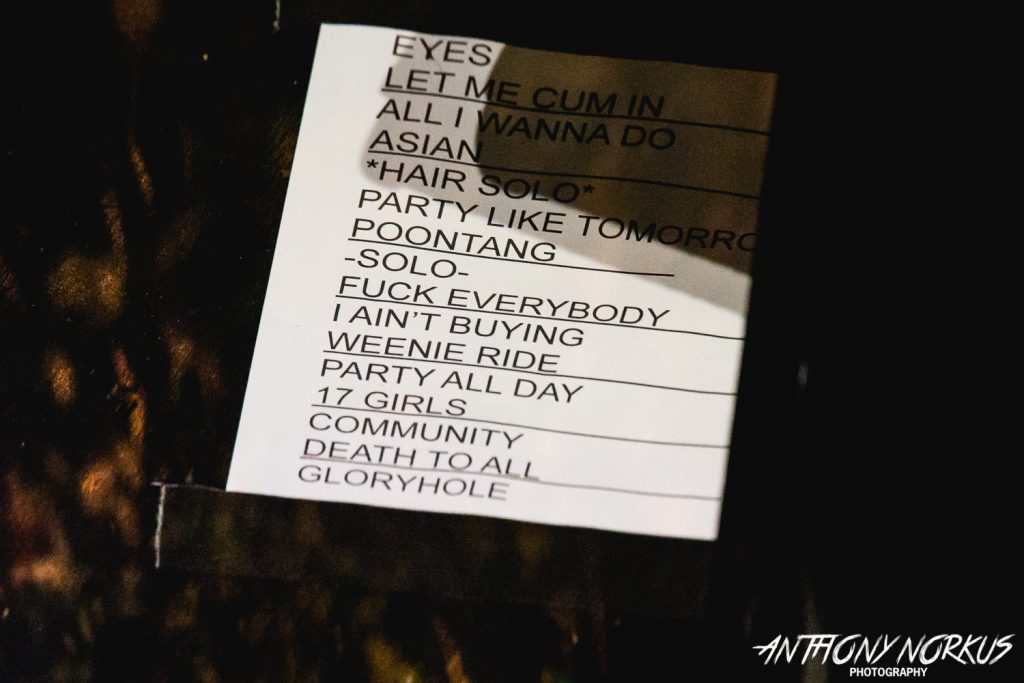 EYES
LET ME CUM IN
ALL I WANNA DO
ASIAN
*HAIR SOLO*
PARTY LIKE TOMORRO
POONTANG
-SOLO-
FUCK EVERYBODY
I AIN'T BUYING
WEENIE RIDE
PARTY ALL DAY
17 GIRLS
COMMUNITY
DEATH TO ALL
GLORYHOLE
ANTHONY NORKUS
PHOTOGRAPHY